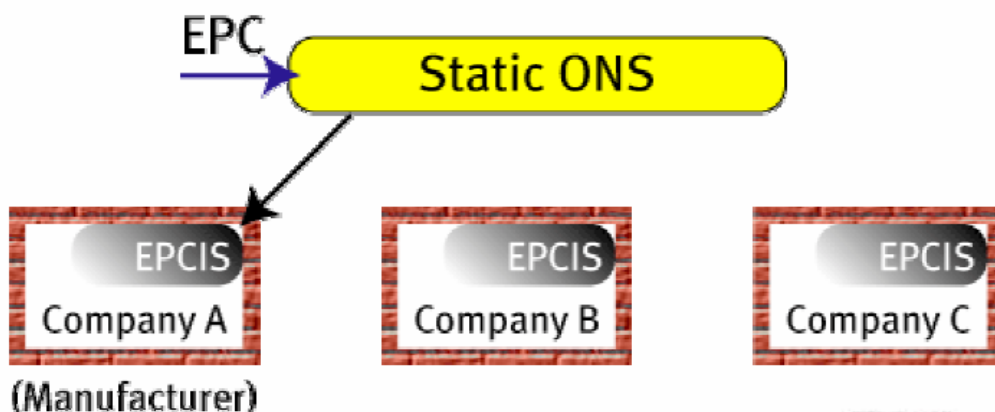 EPC
Static ONS
EPCIS
Company A
EPCIS
Company B
EPCIS
Company C
(Manufacturer)